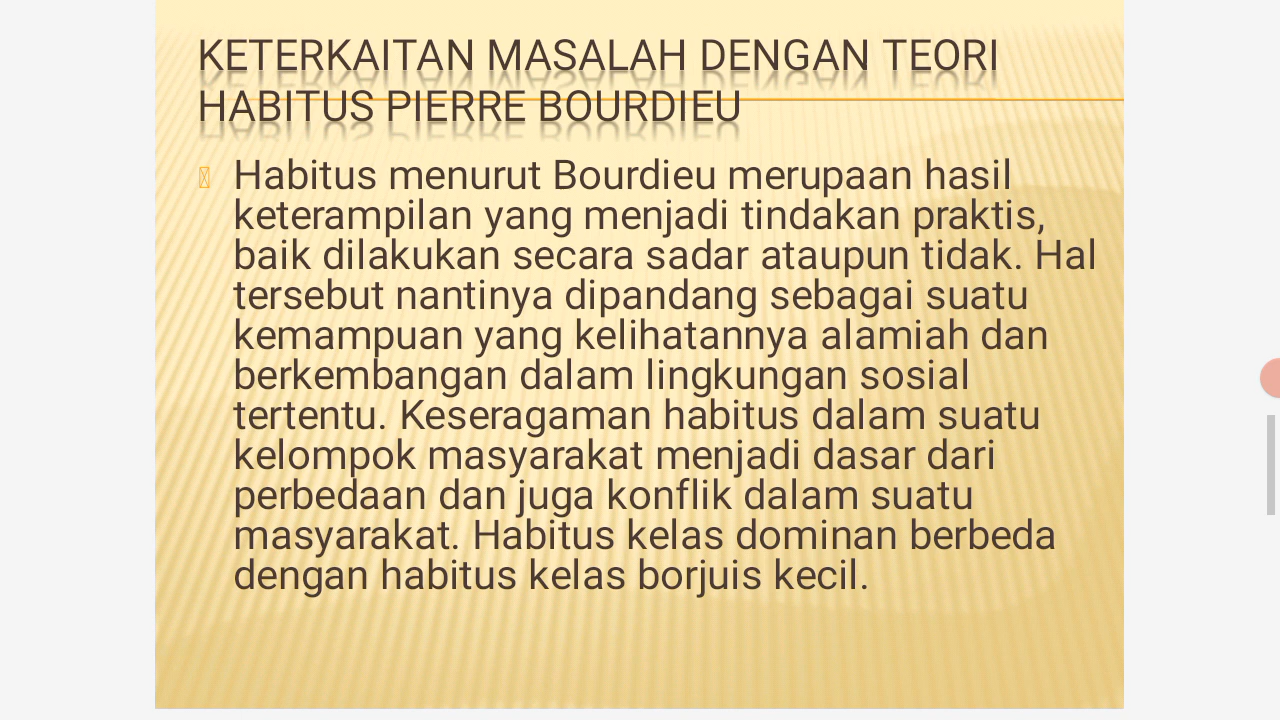 KETERKAITAN MASALAH DENGAN TEORI
HABITUS PIERRE BOURDIEU
Habitus menurut Bourdieu merupaan hasil
keterampilan yang menjadi tindakan praktis,
baik dilakukan secara sadar ataupun tidak. Hal
tersebut nantinya dipandang sebagai suatu
kemampuan yang kelihatannya alamiah dan
berkembangan dalam lingkungan sosial
tertentu. Keseragaman habitus dalam suatu
kelompok masyarakat menjadi dasar dari
perbedaan dan juga konflik dalam suatu
masyarakat. Habitus kelas dominan berbeda
dengan habitus kelas borjuis kecil.